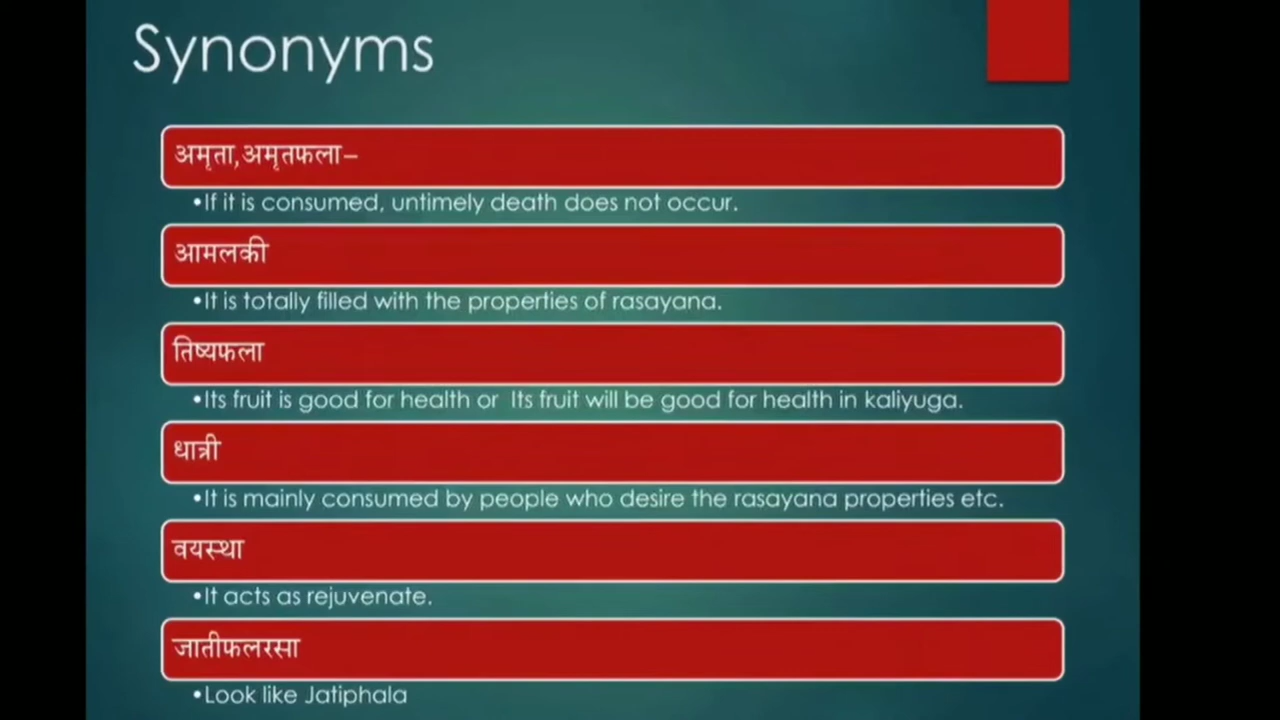 Synonyms
अमृता,अमृतफला–
•If it is consumed, untimely death does not occur.
आमलकी
•It is totally filled with the properties of rasayana.
तिष्यफला
•Its fruit is good for health or Its fruit will be good for health in kaliyuga.
धात्री
•It is mainly consumed by people who desire the rasayana properties etc.
वयस्था
•It acts as rejuvenate.
जातीफलरसा
•Look like Jatiphala